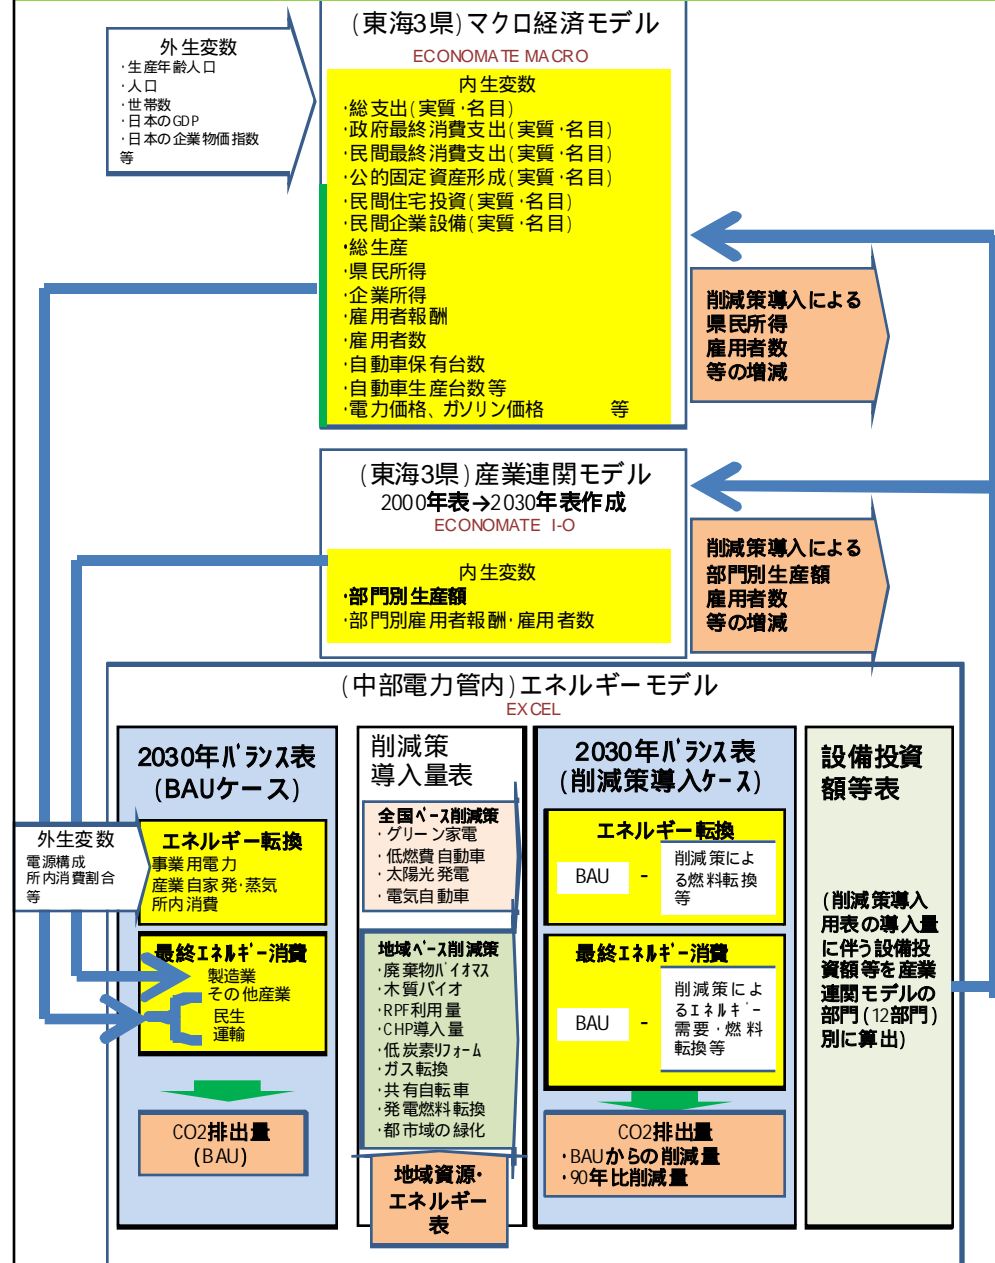 (東海3県)マクロ経済モデル
ECONOMATE MACRO
外生変数
・生産年齢人口
・人口
・世帯数
・日本のGDP
・日本の企業物価指数
等
内生変数
・総支出(実質・名目)
・政府最終消費支出(実質・名目)
・民間最終消費支出(実質・名目)
・公的固定資産形成(実質・名目)
・民間住宅投資(実質・名目)
・民間企業設備(実質・名目)
・総生産
・県民所得
・企業所得
・雇用者報酬
・雇用者数
・自動車保有台数
・自動車生産台数等
・電力価格、ガソリン価格 等
削減策導入による
県民所得
雇用者数
等の増減
(東海3県)産業連関モデル
2000年表→2030年表作成
ECONOMATE I-O
内生変数
・部門別生産額
・部門別雇用者報酬・雇用者数
削減策導入による
部門別生産額
雇用者数
等の増減
(中部電力管内)エネルギーモデル
EXCEL
2030年バランス表
(BAUケース)
外生変数
電源構成
所内消費割合
等
エネルギー転換
事業用電力
産業自家発・蒸気
所内消費
最終エネルギー消費
製造業
その他産業
民生
運輸
CO2排出量
(BAU)
削減策
導入量表
全国ベース削減策
・グリーン家電
・低燃費自動車
・太陽光発電
・電気自動車
地域ベース削減策
・廃棄物バイオマス
・木質バイオ
・RPF利用量
・CHP導入量
・低炭素リフォーム
・ガス転換
・共有自転車
・発電燃料転換
・都市域の緑化
地域資源・
エネルギー
表
2030年バランス表
(削減策導入ケース)
エネルギー転換
BAU
-
削減策によ
る燃料転換
等
最終エネルギー消費
BAU
-
削減策によ
るエネルギー
需要・燃料
転換等
CO2排出量
・BAUからの削減量
・90年比削減量
設備投資
額等表
(削減策導入
用表の導入量
に伴う設備投
資額等を産業
連関モデルの
部門(12部門)
別に算出)